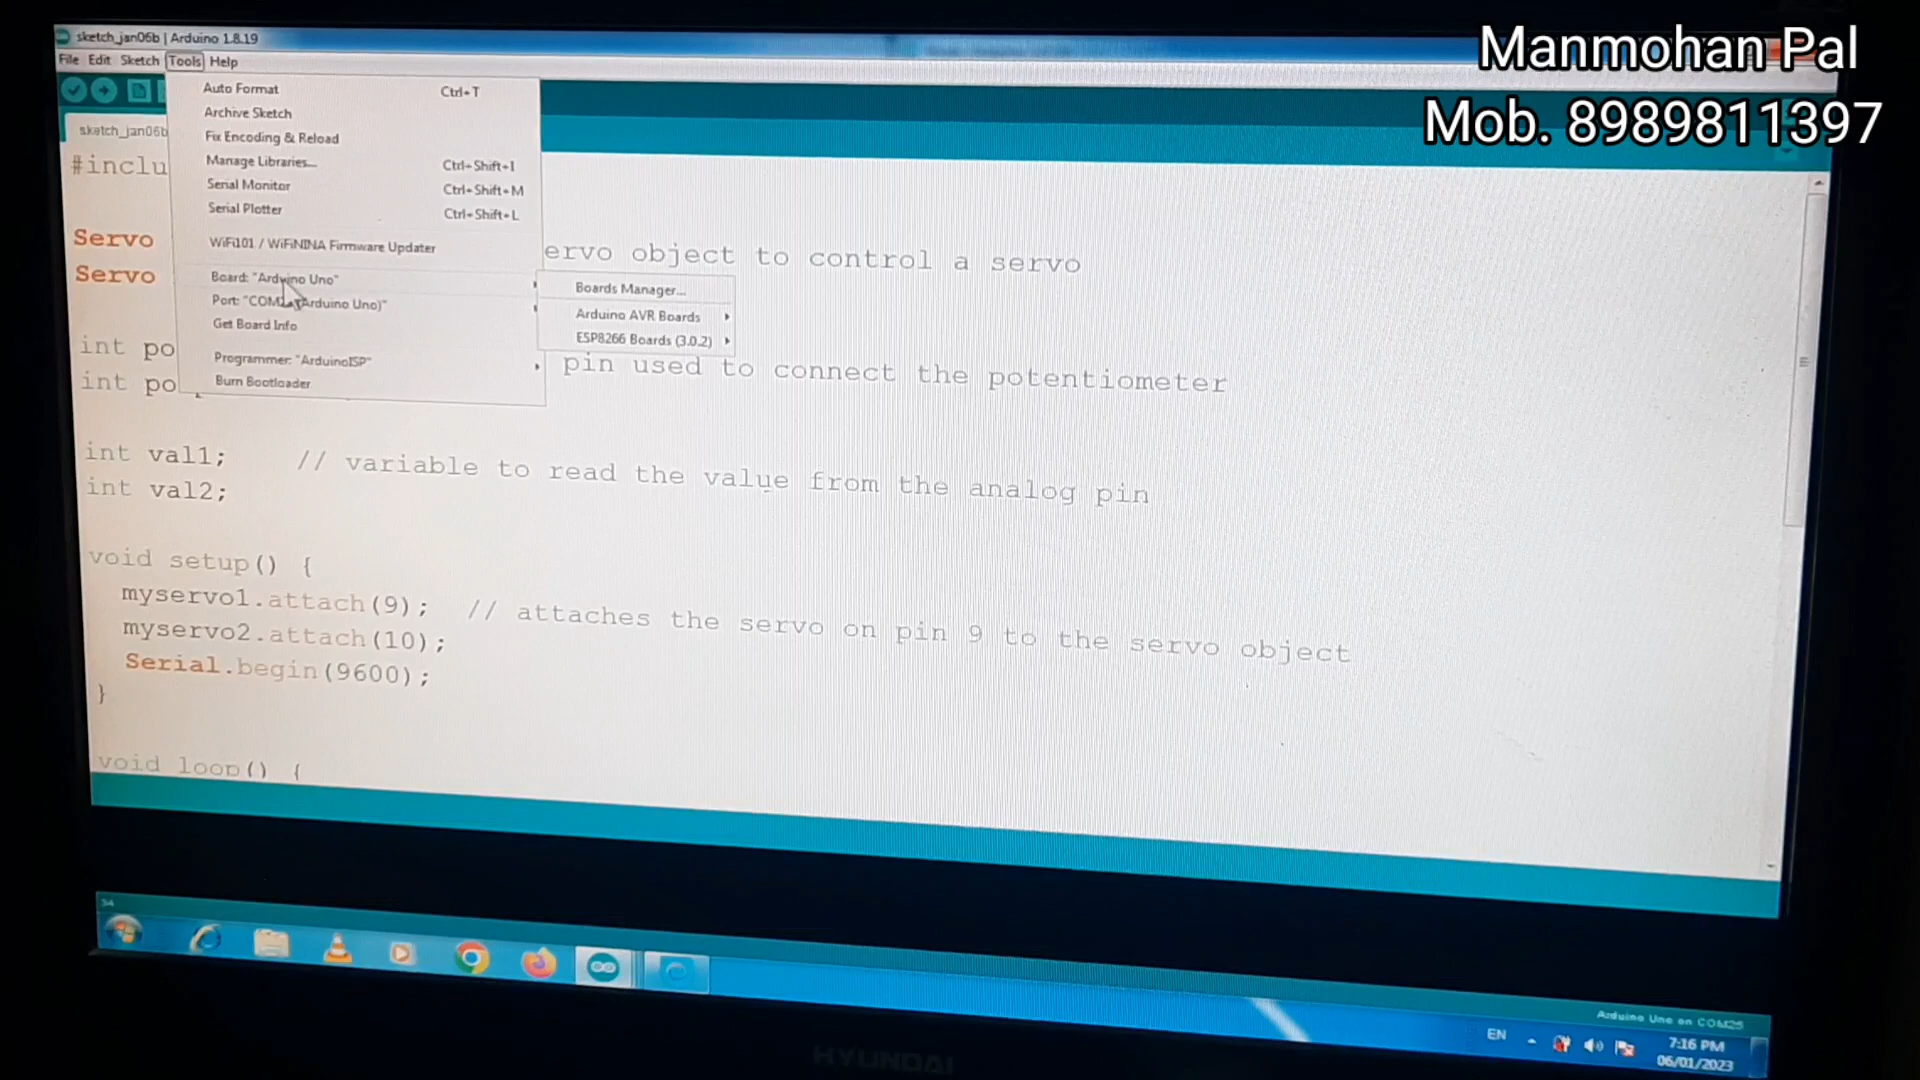 Manmohan Pal
Mob. 8989811397
sketch_jan06b | Arduino 1.8.19
File Edit Sketch Tools Help
sketch_jan06b
Auto Format Ctrl+T
Archive Sketch
Fix Encoding & Reload
Manage Libraries... Ctrl+Shift+I
Serial Monitor Ctrl+Shift+M
Serial Plotter Ctrl+Shift+L
WiFi101 / WiFiNINA Firmware Updater
Board: "Arduino Uno"
Port: "COM Arduino Uno)"
Get Board Info
Programmer: "ArduinoISP"
Burn Bootloader
Boards Manager...
Arduino AVR Boards
ESP8266 Boards (3.0.2)
#inclu
Servo ervo object to control a servo
Servo
int po pin used to connect the potentiometer
int po
int val1; // variable to read the value from the analog pin
int val2;
void setup() {
myservo1.attach(9); // attaches the servo on pin 9 to the servo object
myservo2.attach(10);
Serial.begin(9600);
}
void loop() {
34
Arduino Uno on COM25
EN
7:16 PM
06/01/2023
HYUNDAI